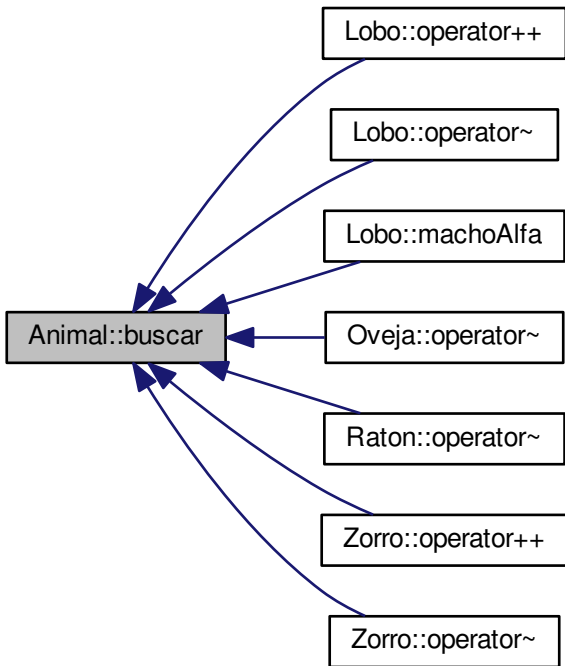 Lobo::operator++
Lobo::operator~
Lobo::machoAlfa
Animal::buscar
Oveja::operator~
Raton::operator~
Zorro::operator++
Zorro::operator~